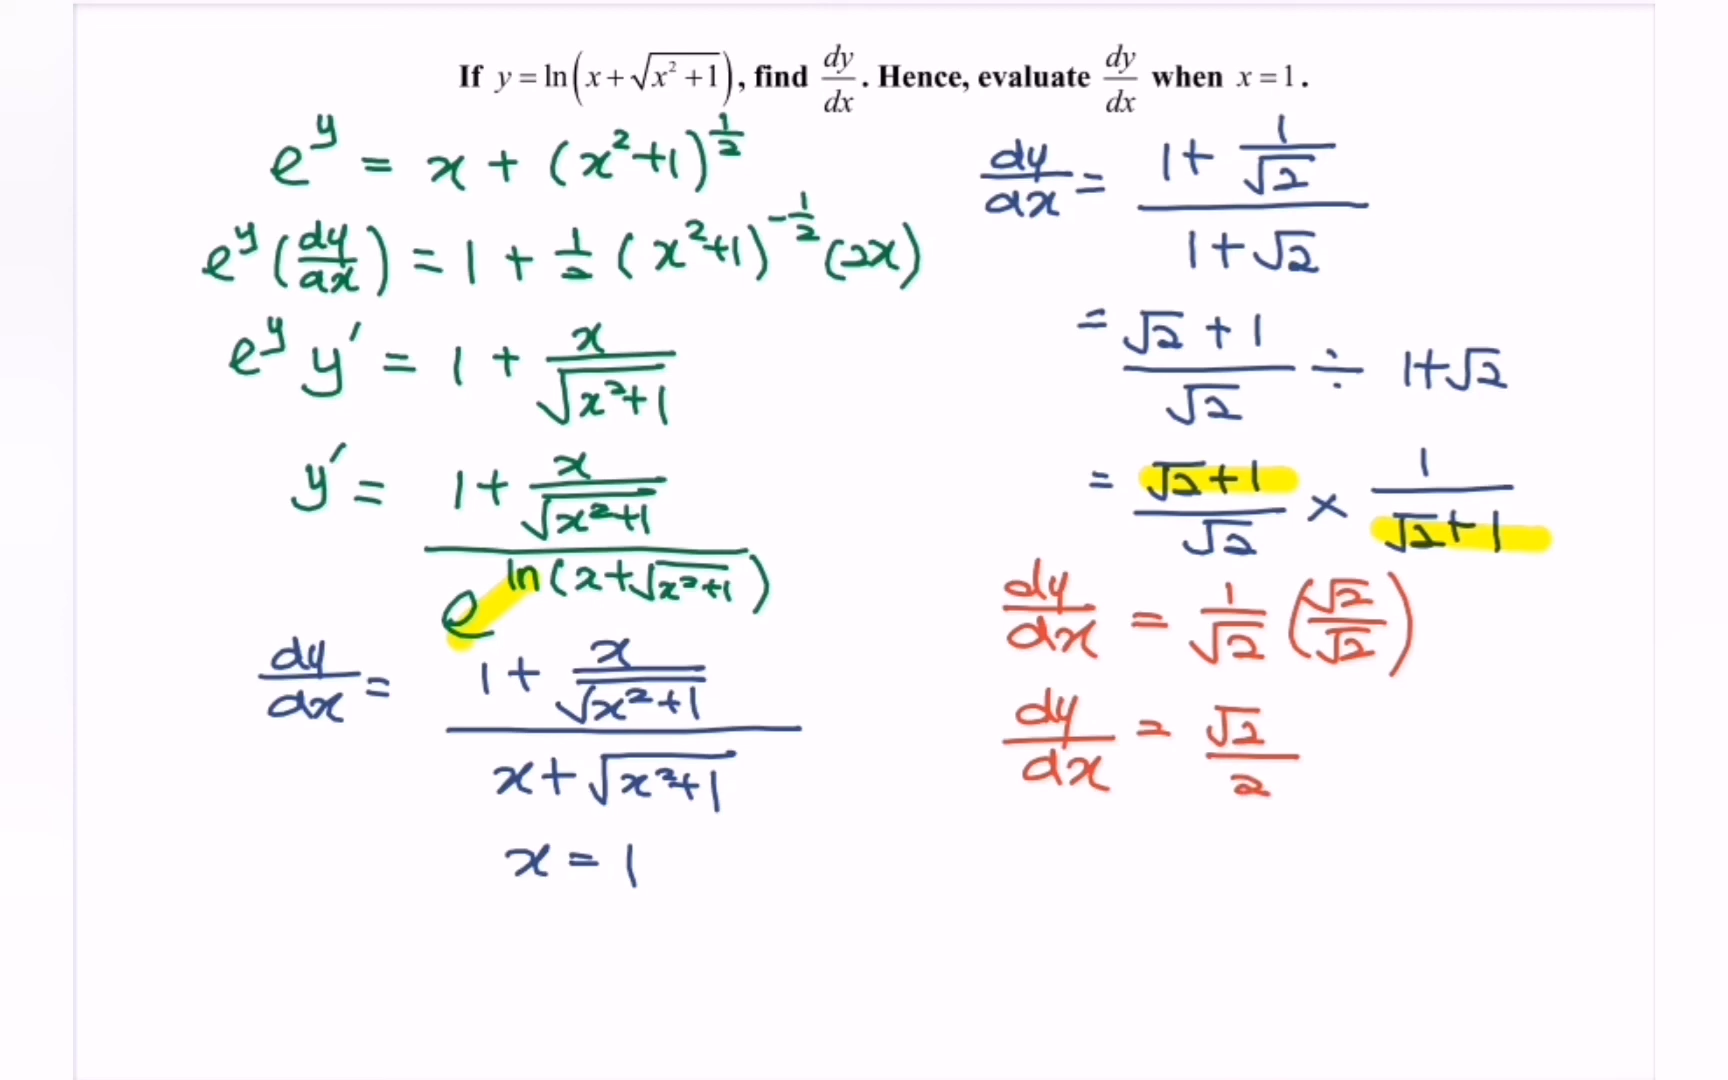 If y = ln(x + √(x² + 1)), find dy/dx. Hence, evaluate dy/dx when x = 1.
e^y = x + (x² + 1)^(1/2)
e^y (dy/dx) = 1 + 1/2 (x² + 1)^(-1/2) (2x)
e^y y′ = 1 + x/√(x² + 1)
y′ = (1 + x/√(x² + 1)) / e^(ln(x + √(x² + 1)))
dy/dx = (1 + x/√(x² + 1)) / (x + √(x² + 1))
x = 1
dy/dx = (1 + 1/√2) / (1 + √2)
= (√2 + 1)/√2 ÷ 1 + √2
= (√2 + 1)/√2 × 1/(√2 + 1)
dy/dx = 1/√2 (√2/√2)
dy/dx = √2/2